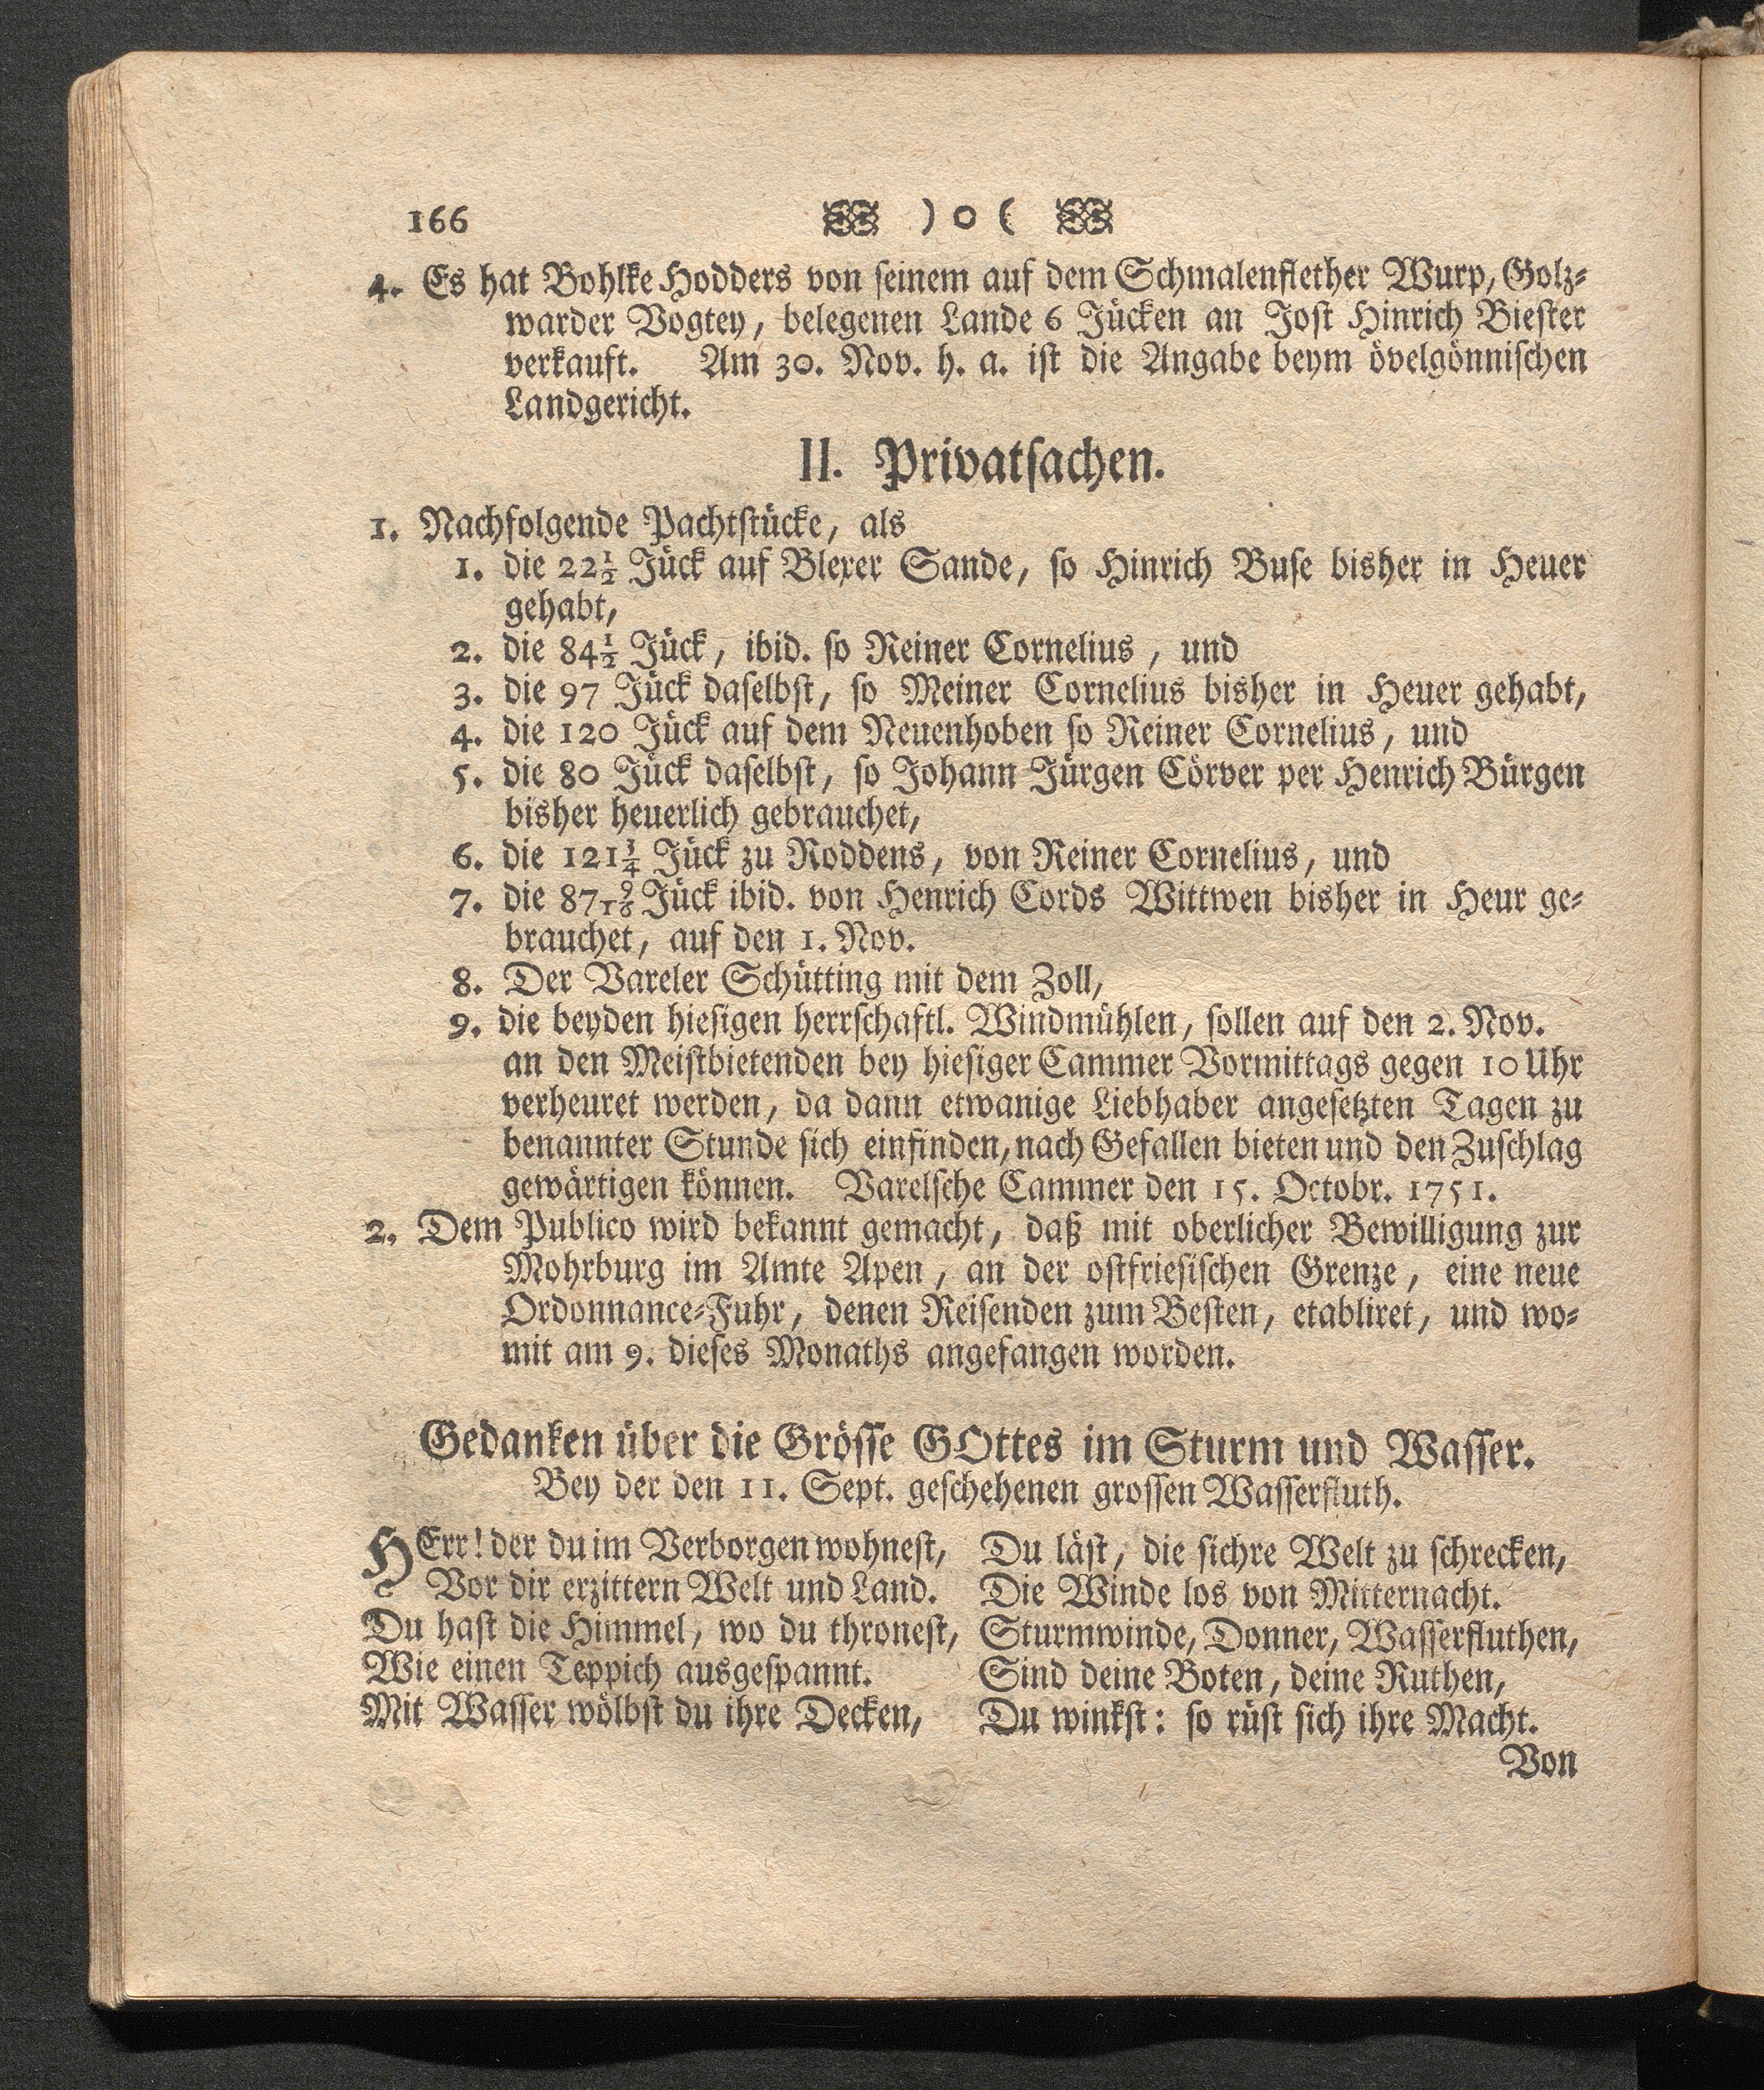 166 ) o (
4. Es hat Bohlke Hodders von ſeinem auf dem Schmalenflether Wurp, Golz-
warder Vogtey, belegenen Lande 6 Jücken an Joſt Hinrich Bieſter
verkauft. Am 30. Nov. h. a. iſt die Angabe beym övelgönniſchen
Landgericht.
II. Privatſachen.
1. Nachfolgende Pachtſtücke, als
1. die 22 1/2 Jück auf Blexer Sande, ſo Hinrich Buſe bisher in Heuer
gehabt,
2. die 84 1/2 Jück, ibid. ſo Reiner Cornelius, und
3. die 97 Jück daſelbſt, ſo Meiner Cornelius bisher in Heuer gehabt,
4. die 120 Jück auf dem Neuenhoben ſo Reiner Cornelius, und
5. die 80 Jück daſelbſt, ſo Johann Jürgen Cörver per Henrich Bürgen
bisher heuerlich gebrauchet,
6. die 121 3/4 Jück zu Roddens, von Reiner Cornelius, und
7. die 87 9/10 Jück ibid. von Henrich Cords Wittwen bisher in Heur ge-
brauchet, auf den 1. Nov.
8. Der Vareler Schütting mit dem Zoll,
9. die beyden hieſigen herrſchaftl. Windmühlen, ſollen auf den 2. Nov.
an den Meiſtbietenden bey hieſiger Cammer Vormittags gegen 10 Uhr
verheuret werden, da dann etwanige Liebhaber angeſetzten Tagen zu
benannter Stunde ſich einfinden, nach Gefallen bieten und den Zuſchlag
gewärtigen können. Varelſche Cammer den 15. Octobr. 1751.
2. Dem Publico wird bekannt gemacht, daß mit oberlicher Bewilligung zur
Mohrburg im Amte Apen, an der oſtfrieſiſchen Grenze, eine neue
Ordonnance-Fuhr, denen Reiſenden zum Beſten, etabliret, und wo-
mit am 9. dieſes Monaths angefangen worden.
Gedanken über die Gröſſe GOttes im Sturm und Waſſer.
Bey der den 11. Sept. geſchehenen groſſen Waſſerfluth.
HErr! der du im Verborgen wohneſt,
Vor dir erzittern Welt und Land.
Du haſt die Himmel, wo du throneſt,
Wie einen Teppich ausgeſpannt.
Mit Waſſer wölbſt du ihre Decken,
Du läſt, die ſichre Welt zu ſchrecken,
Die Winde los von Mitternacht.
Sturmwinde, Donner, Waſſerfluthen,
Sind deine Boten, deine Ruthen,
Du winkſt: ſo rüſt ſich ihre Macht.
Von